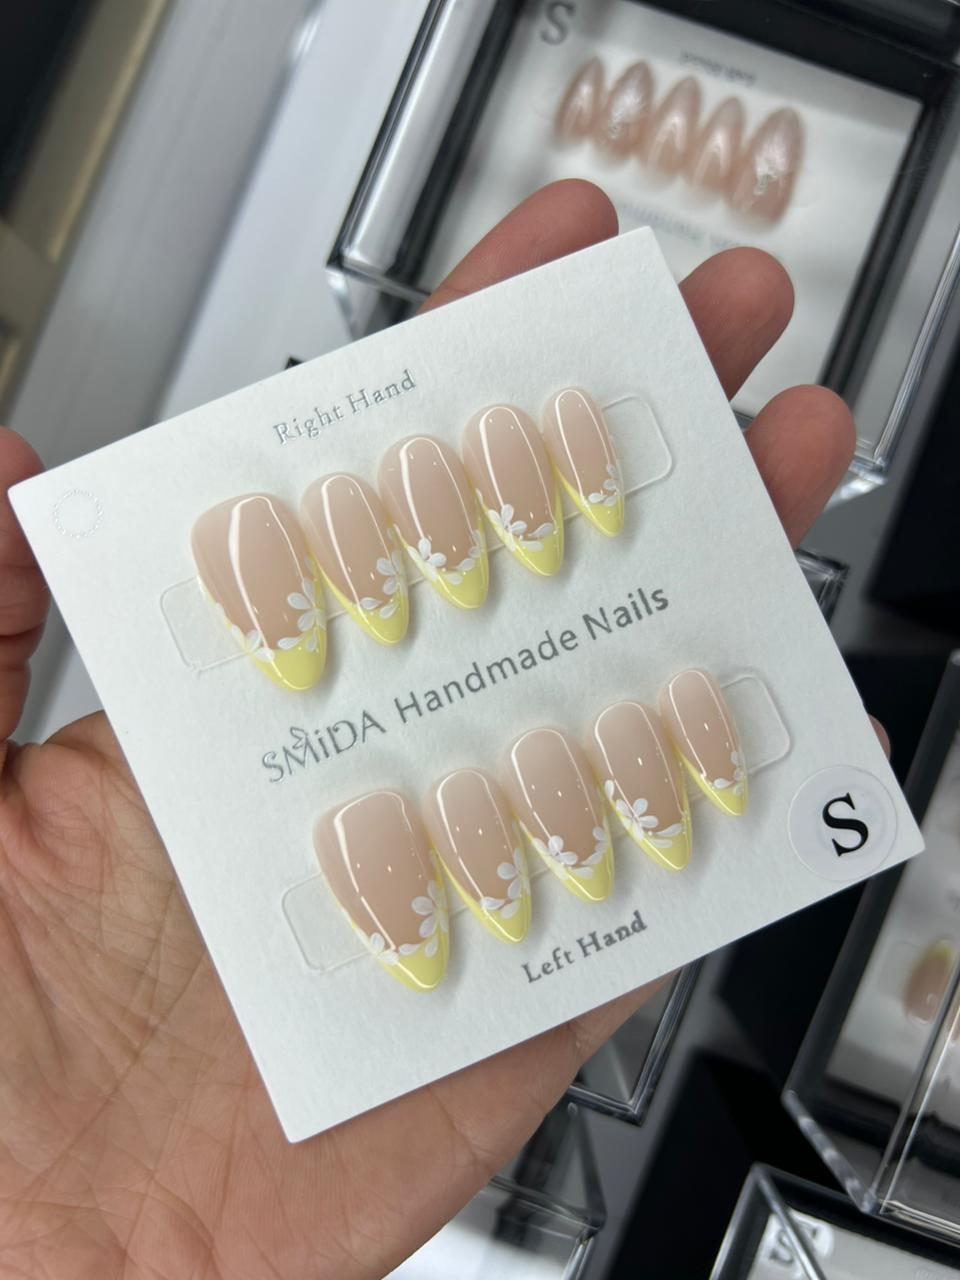 S
Right Hand
SMiDA Handmade Nails
S
Left Hand